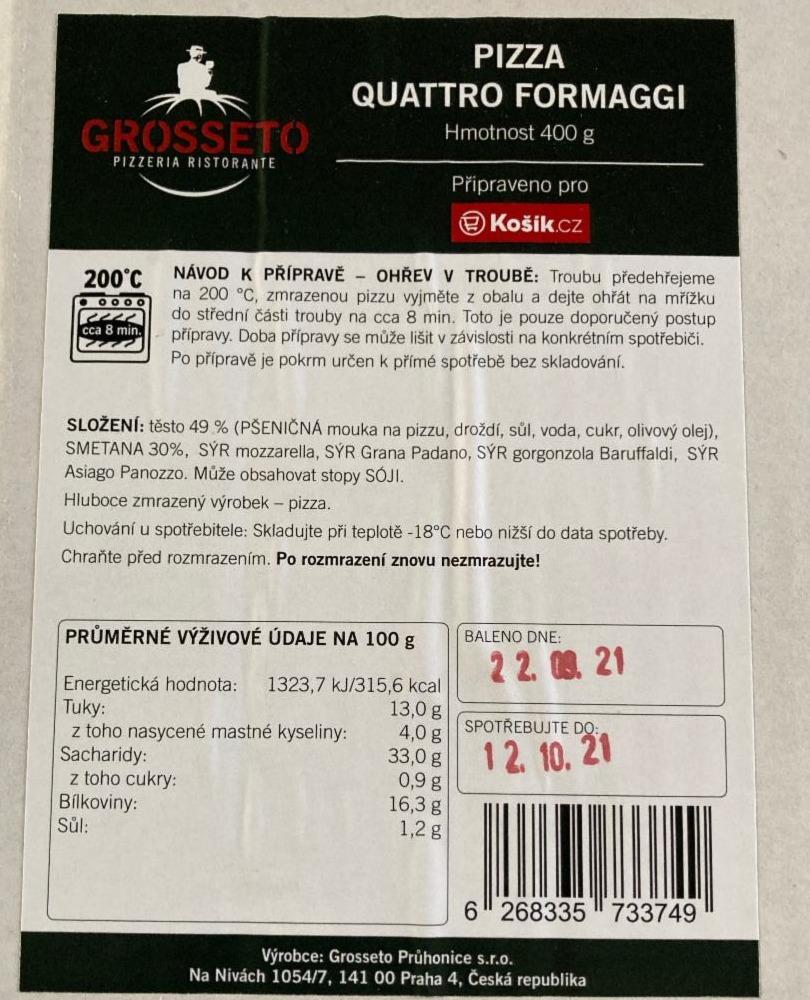 GROSSETO
PIZZERIA RISTORANTE
PIZZA
QUATTRO FORMAGGI
Hmotnost 400 g
Připraveno pro
Košík.cz
200°C
cca 8 min.
NÁVOD K PŘÍPRAVĚ – OHŘEV V TROUBĚ: Troubu předehřejeme
na 200 °C, zmrazenou pizzu vyjměte z obalu a dejte ohřát na mřížku
do střední části trouby na cca 8 min. Toto je pouze doporučený postup
přípravy. Doba přípravy se může lišit v závislosti na konkrétním spotřebiči.
Po přípravě je pokrm určen k přímé spotřebě bez skladování.
SLOŽENÍ: těsto 49 % (PŠENIČNÁ mouka na pizzu, droždí, sůl, voda, cukr, olivový olej),
SMETANA 30%, SÝR mozzarella, SÝR Grana Padano, SÝR gorgonzola Baruffaldi, SÝR
Asiago Panozzo. Může obsahovat stopy SÓJI.
Hluboce zmrazený výrobek – pizza.
Uchování u spotřebitele: Skladujte při teplotě -18°C nebo nižší do data spotřeby.
Chraňte před rozmrazením. Po rozmrazení znovu nezmrazujte!
PRŮMĚRNÉ VÝŽIVOVÉ ÚDAJE NA 100 g
Energetická hodnota: 1323,7 kJ/315,6 kcal
Tuky: 13,0 g
z toho nasycené mastné kyseliny: 4,0 g
Sacharidy: 33,0 g
z toho cukry: 0,9 g
Bílkoviny: 16,3 g
Sůl: 1,2 g
BALENO DNE:
22. 09. 21
SPOTŘEBUJTE DO:
12. 10. 21
6 268335 733749
Výrobce: Grosseto Průhonice s.r.o.
Na Nivách 1054/7, 141 00 Praha 4, Česká republika